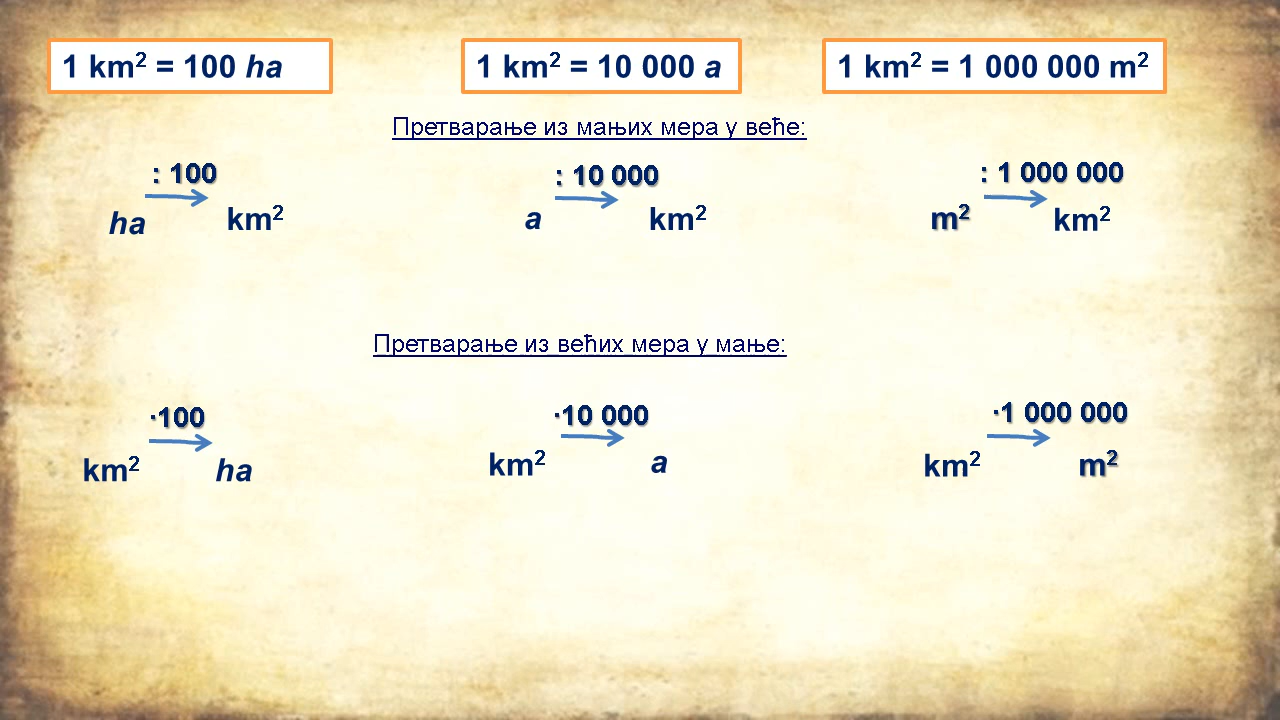 1 km² = 100 ha
1 km² = 10 000 a
1 km² = 1 000 000 m²
Претварање из мањих мера у веће:
: 100
ha km²
: 10 000
a km²
: 1 000 000
m² km²
Претварање из већих мера у мање:
·100
km² ha
·10 000
km² a
·1 000 000
km² m²